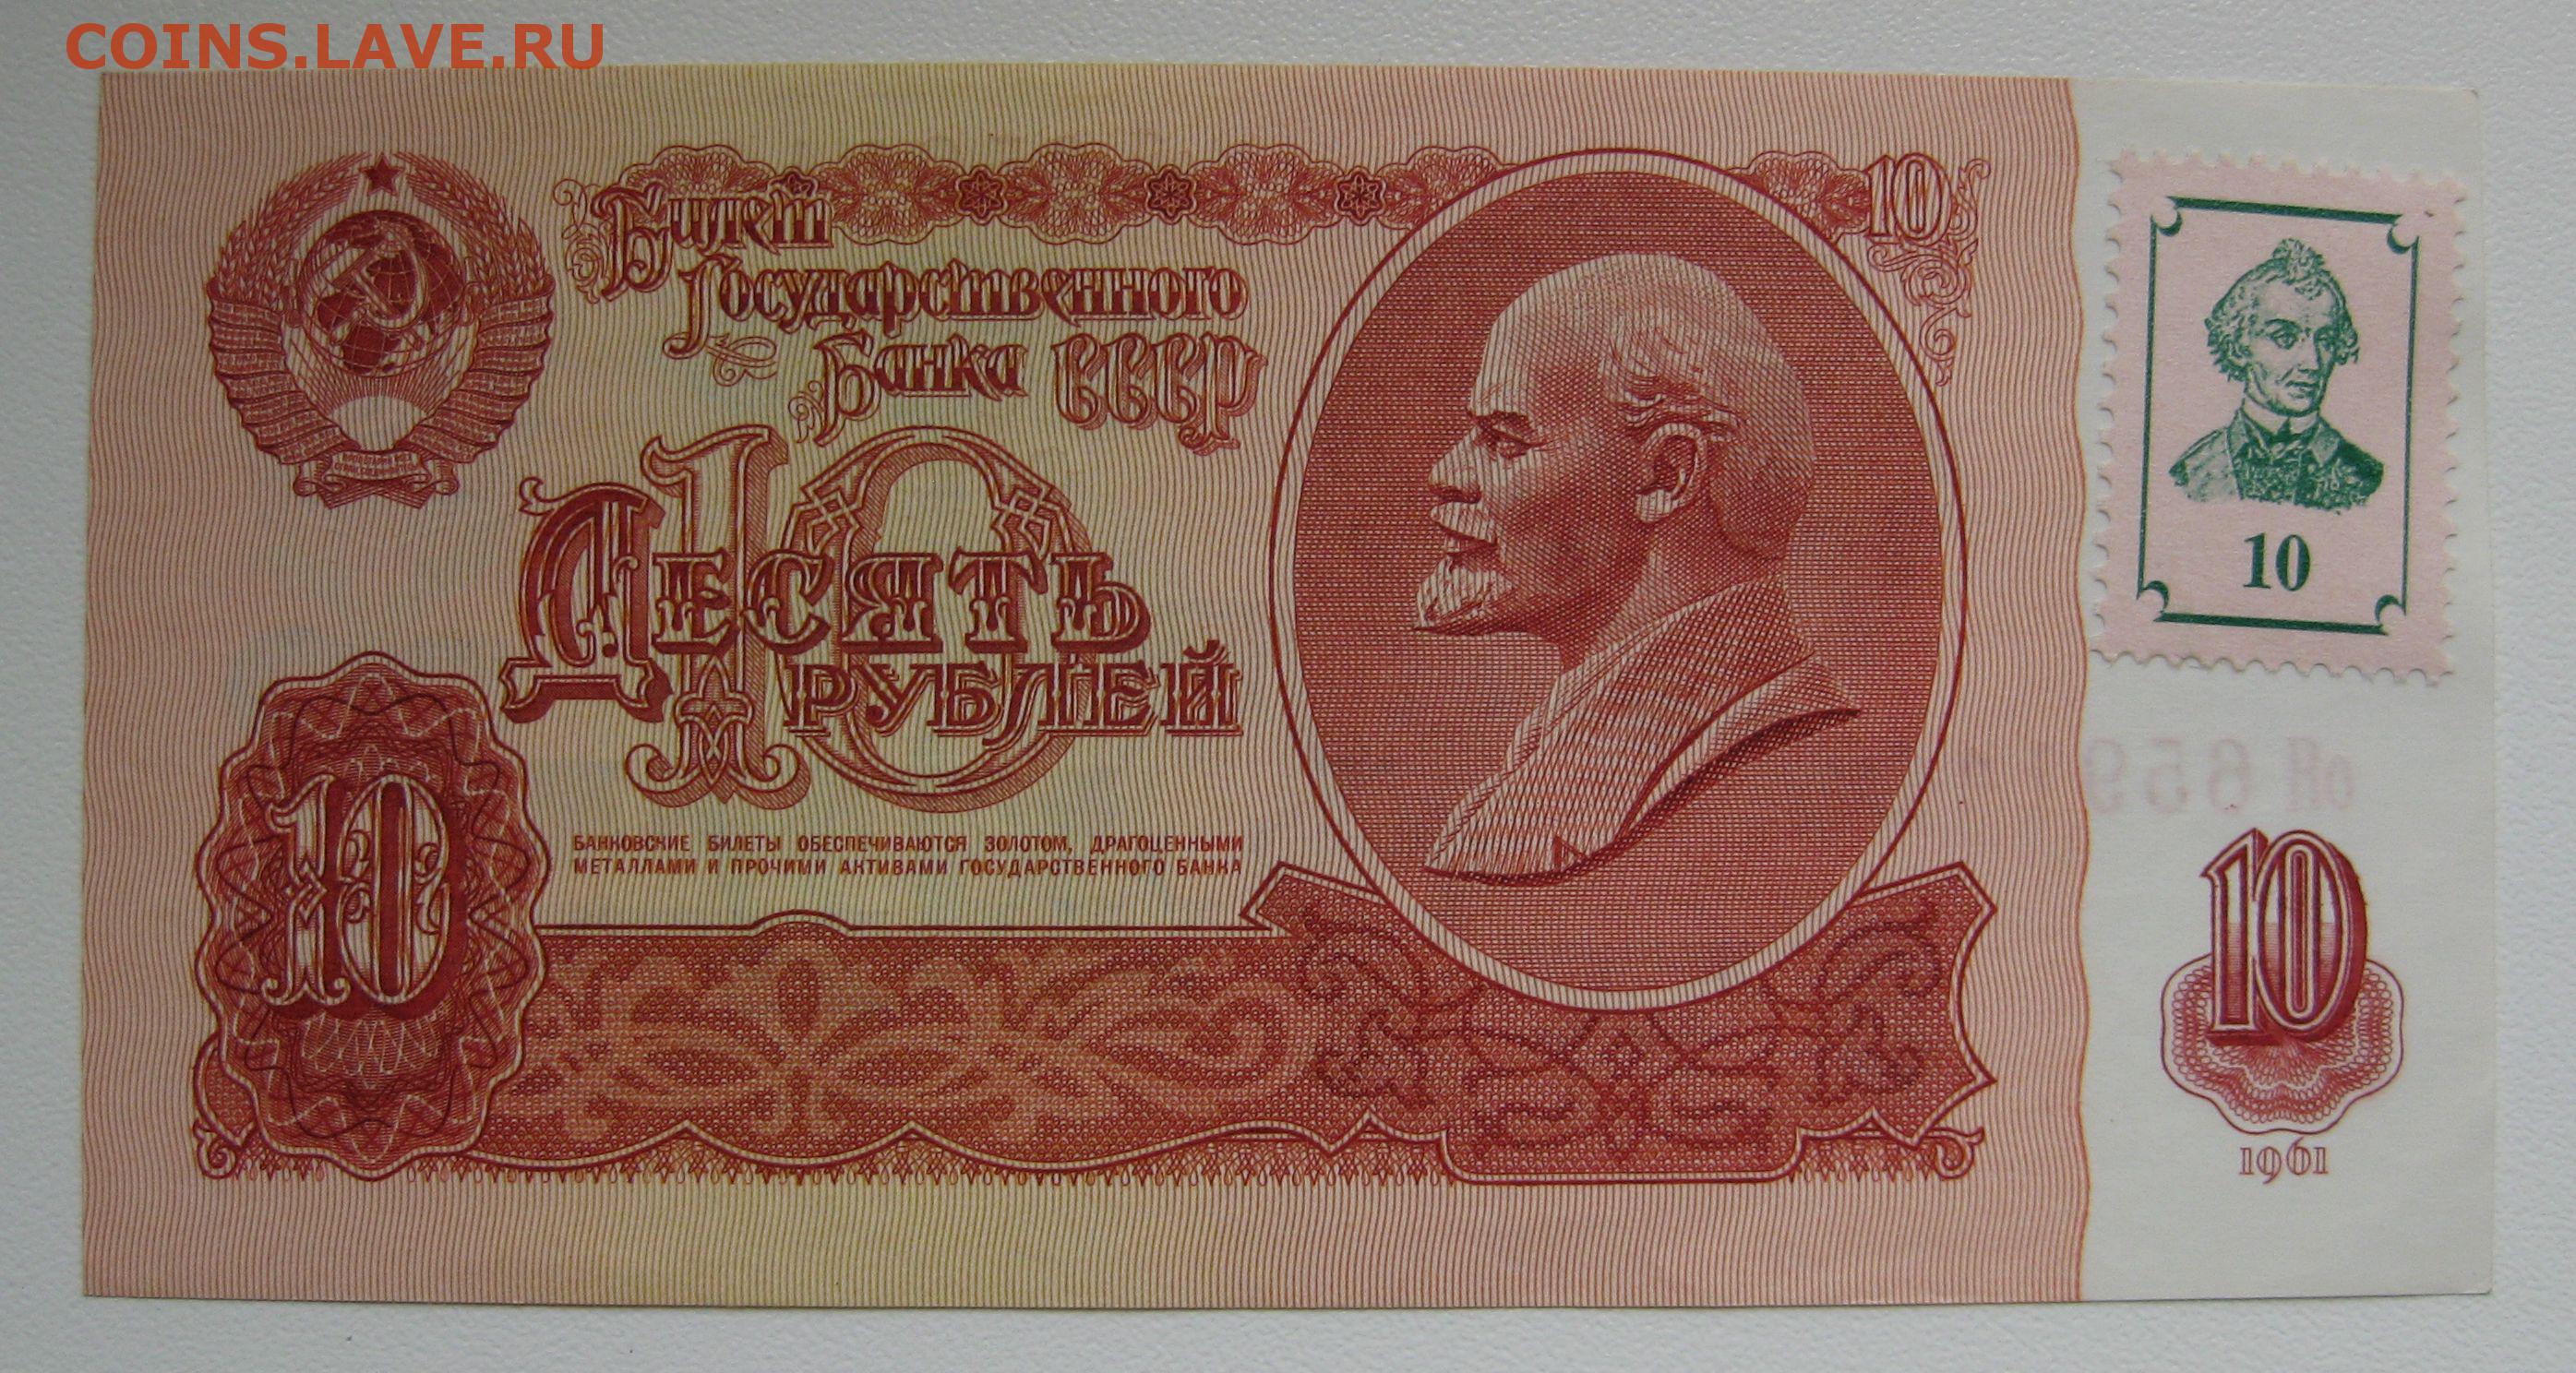 COINS.LAVE.RU
Билет
Государственного
Банка СССР
10
10
10
Десять
рублей
10
БАНКОВСКИЕ БИЛЕТЫ ОБЕСПЕЧИВАЮТСЯ ЗОЛОТОМ, ДРАГОЦЕННЫМИ
МЕТАЛЛАМИ И ПРОЧИМИ АКТИВАМИ ГОСУДАРСТВЕННОГО БАНКА
10
10
1961